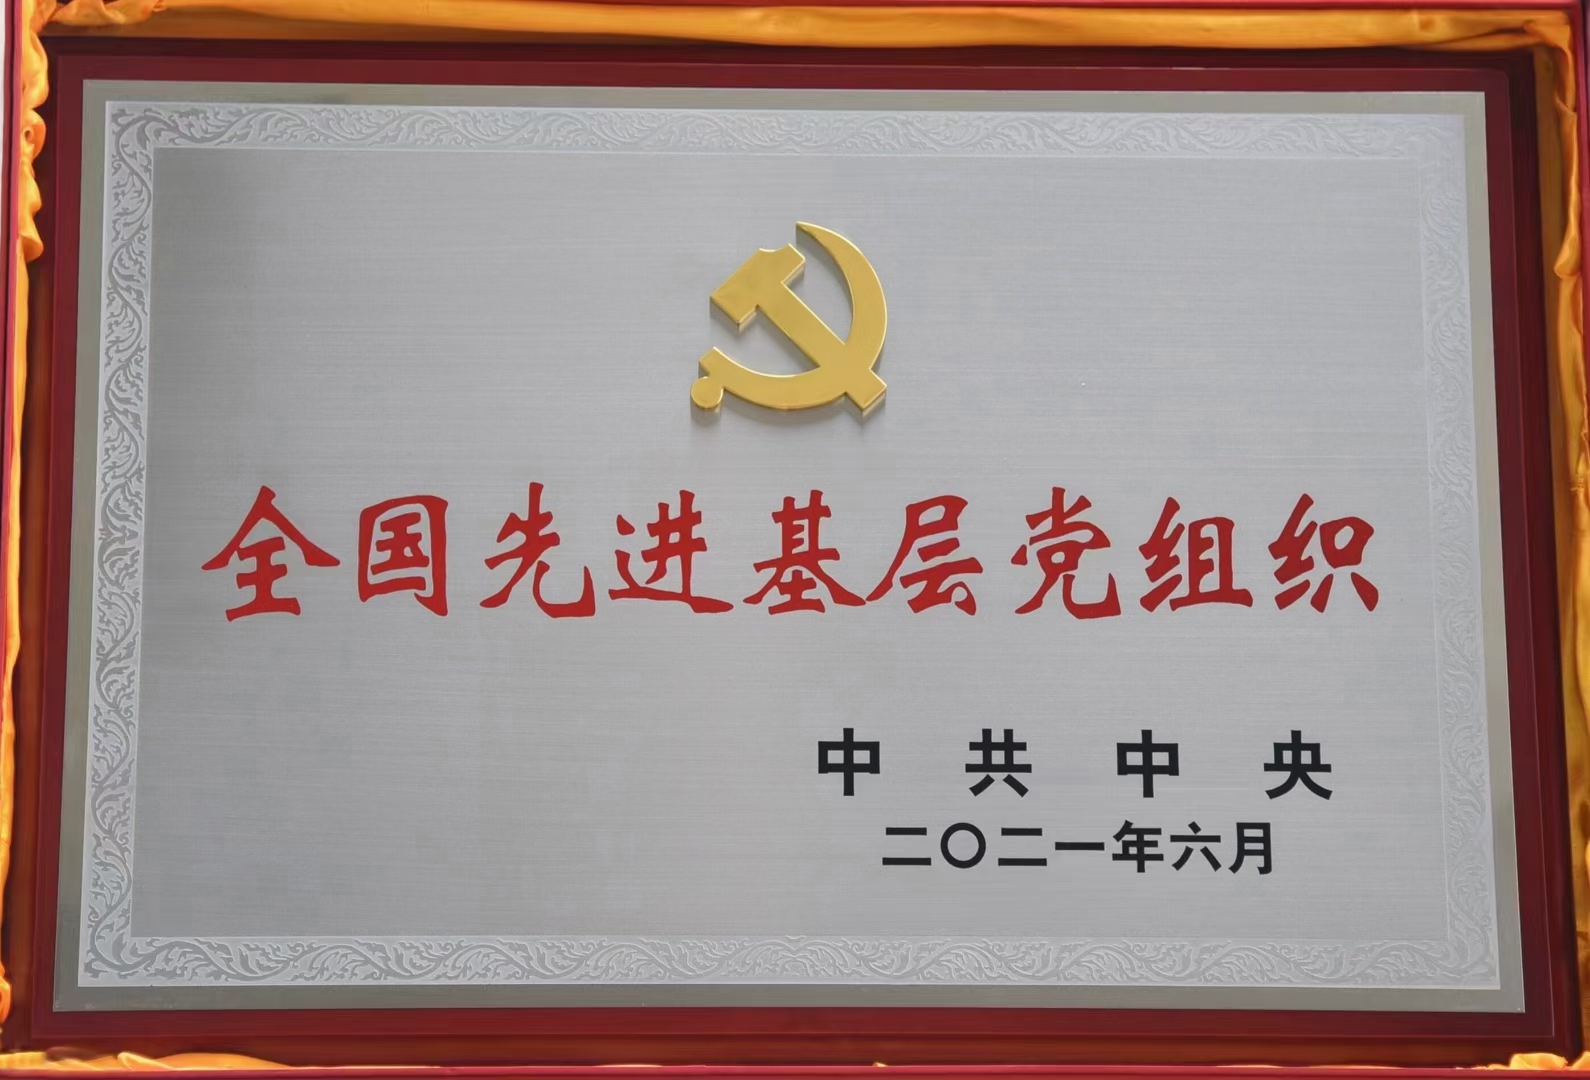 全国先进基层党组织
中共中央
二〇二一年六月